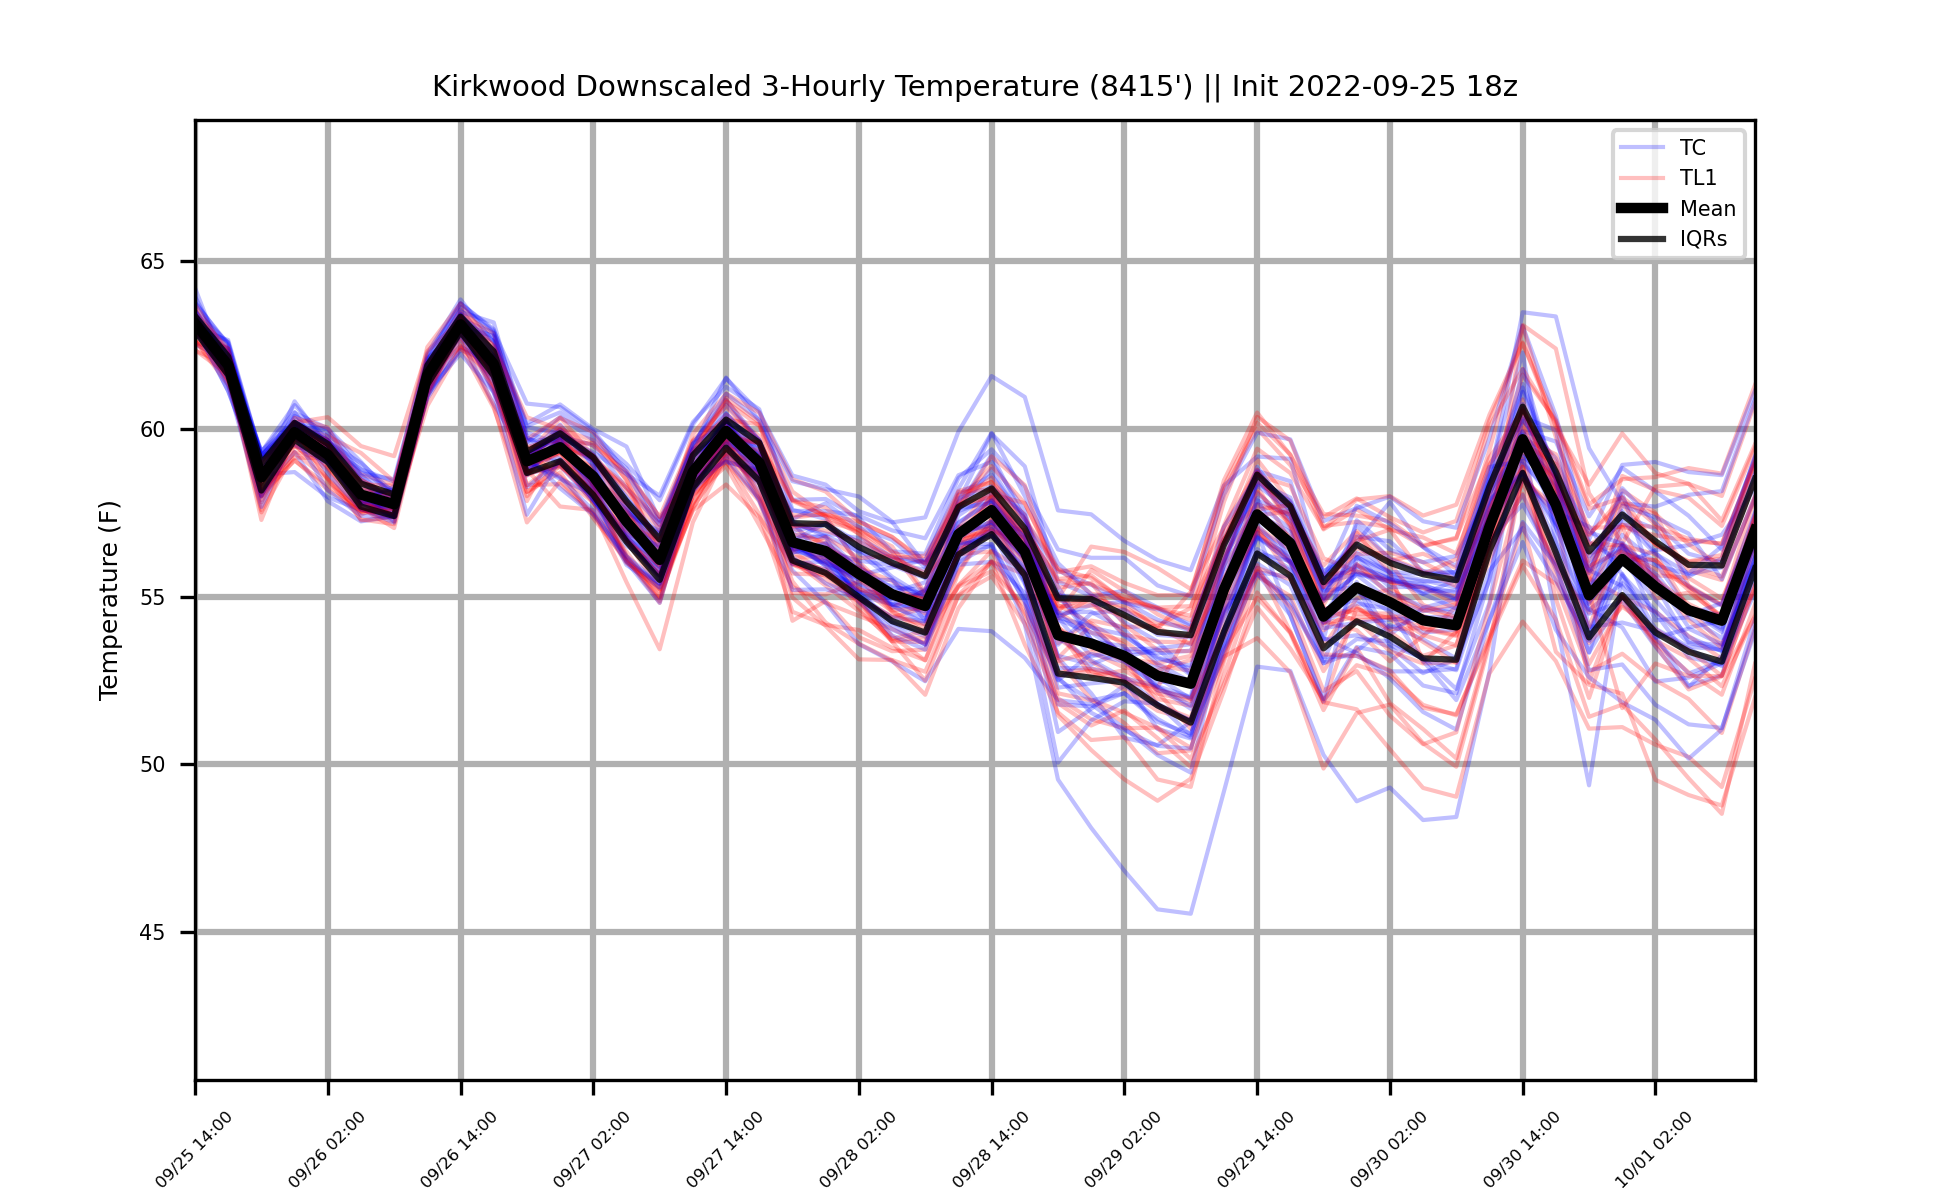 Kirkwood Downscaled 3-Hourly Temperature (8415') || Init 2022-09-25 18z
TC
TL1
Mean
IQRs
Temperature (F)
65
60
55
50
45
09/25 14:00
09/26 02:00
09/26 14:00
09/27 02:00
09/27 14:00
09/28 02:00
09/28 14:00
09/29 02:00
09/29 14:00
09/30 02:00
09/30 14:00
10/01 02:00